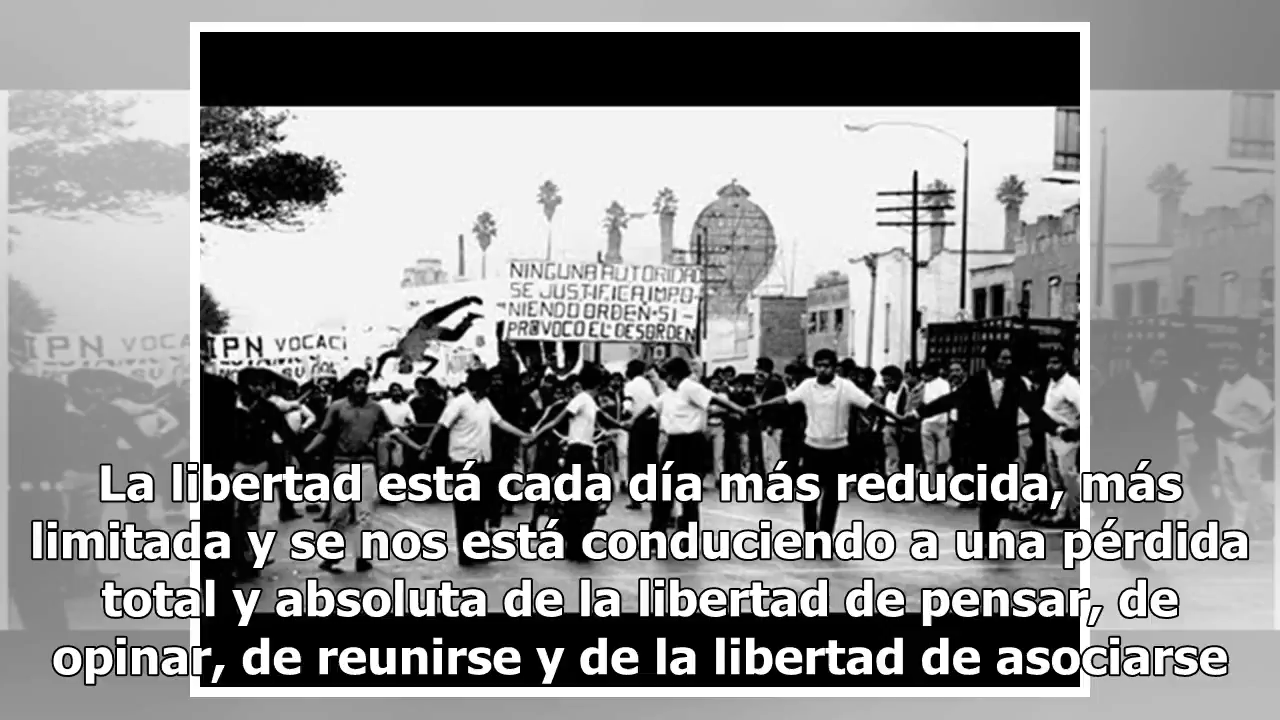 NINGUNA AUTORIDAD
SE JUSTIFICA IMPO-
NIENDO ORDEN-SI-
PROVOCO EL DESORDEN
IPN VOCACI
IPN VOCA
La libertad está cada día más reducida, más
limitada y se nos está conduciendo a una pérdida
total y absoluta de la libertad de pensar, de
opinar, de reunirse y de la libertad de asociarse